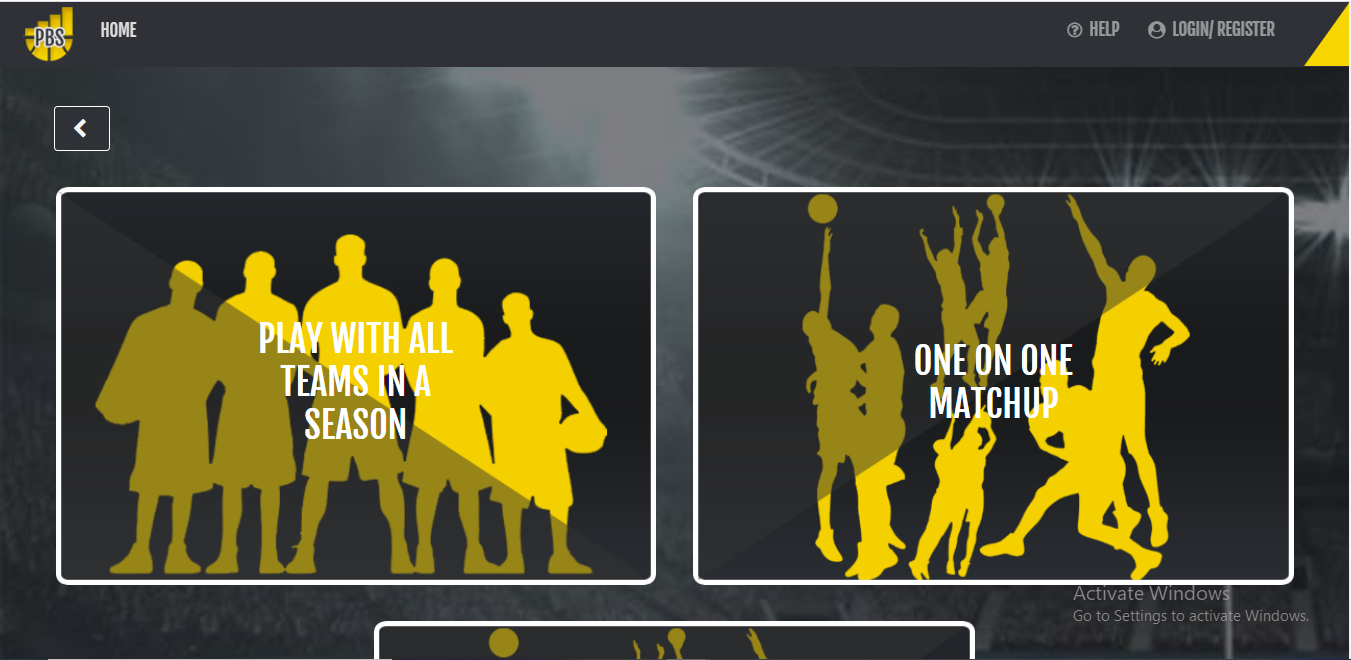 PBS
HOME
HELP
LOGIN/ REGISTER
PLAY WITH ALL
TEAMS IN A
SEASON
ONE ON ONE
MATCHUP
Activate Windows
Go to Settings to activate Windows.